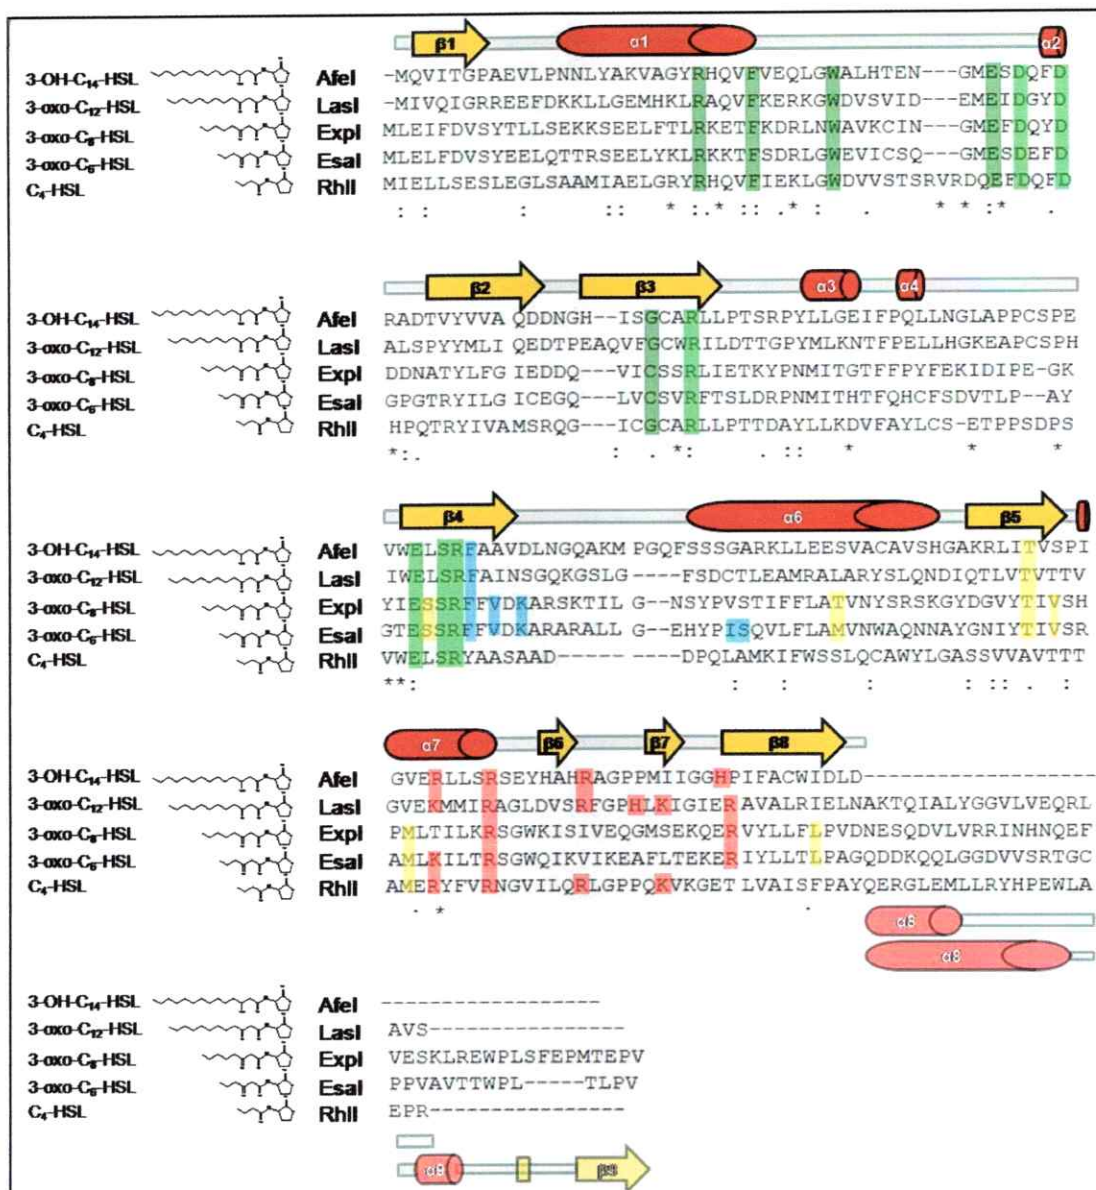 β1 α1 α2
3-OH-C₁₄-HSL AfeI --MQVITGPAEVLPNNLYAKVAGYRHQVFVEQLGWALHTEN---GMESDQFD
3-oxo-C₁₂-HSL LasI --MIVQIGRREEFDKKLLGEMHKLRAQVFKERKGWDVSVID---EMEIDGYD
3-oxo-C₈-HSL ExpI MLEIFDVSYTLLSEKKSEELFTLRKETFKDRLNWAVKCIN---GMEFDQYD
3-oxo-C₆-HSL EsaI MLELFDVSYEELQTTRSEELYKLRKKTFSDRLGWEVICSQ---GMESDEFD
C₄-HSL RhlI MIELLSESLEGLSAAMIAELGRYRHQVFIEKLGWDVVSTSRVRDQEFDQFD
: : : :: * :.* :: * : . * * :* .
β2 β3 α3 α4
3-OH-C₁₄-HSL AfeI RADTVYVVA QDDNGH--ISGCARLLPTSRPYLLGEIFPQLLNGLAPPCSPE
3-oxo-C₁₂-HSL LasI ALSPYYMLI QEDTPEAQVFGCWRILDTTGPYMLKNTFPELLHGKEAPCSPH
3-oxo-C₈-HSL ExpI DDNATYLFG IEDDQ---VICSSRLIETKYPNMITGTFFPYFEKIDIPE-GK
3-oxo-C₆-HSL EsaI GPGTRYILG ICEGQ---LVCSVRFTSLDRPNMITHTFQHCFSDVTLP--AY
C₄-HSL RhlI HPQTRYIVAMSRQG---ICGCARLLPTTDAYLLKDVFAYLCS-ETPPSDPS
*:. : . *: . :: * * *
β4 α6 β5
3-OH-C₁₄-HSL AfeI VWELSRFAAVDLNGQAKM PGQFSSSGARKLLEESVACAVSHGAKRLITVSPI
3-oxo-C₁₂-HSL LasI IWELSRFAINSGQKGSLG----FSDCTLEAMRALARYSLQNDIQTLVTVTTV
3-oxo-C₈-HSL ExpI YIESSRFFVDKARSKTILG--NSYPVSTIFFLATVNYSRSKGYDGVYTIVSH
3-oxo-C₆-HSL EsaI GTESSRFFVDKARARALLG--EHYPISQVLFLAMVNWAQNNAYGNIYTIVSR
C₄-HSL RhlI VWELSRYAASAAD---------DPQLAMKIFWSSLQCAWYLGASSVVAVTTT
**: : : : : :: . :
α7 β6 β7 β8
3-OH-C₁₄-HSL AfeI GVERLLSRSEYHAHRAGPPMIIGGHPIFACWIDLD-----------------
3-oxo-C₁₂-HSL LasI GVEKMMIRAGLDVSRFGPHLKIGIERAVALRIELNAKTQIALYGGVLVEQRL
3-oxo-C₈-HSL ExpI PMLTILKRSGWKISIVEQGMSEKQERVYLLFLPVDNESQDVLVRRINHNQEF
3-oxo-C₆-HSL EsaI AMLKILTRSGWQIKVIKEAFLTEKERIYLLTLPAGQDDKQQLGGDVVSRTGC
C₄-HSL RhlI AMERYFVRNGVILQRLGPPQKVKGETLVAISFPAYQERGLEMLLRYHPEWLA
. * .
α8
α8
3-OH-C₁₄-HSL AfeI ------------------
3-oxo-C₁₂-HSL LasI AVS----------------
3-oxo-C₈-HSL ExpI VESKLREWPLSFEPMTEPV
3-oxo-C₆-HSL EsaI PPVAVTTWPL-----TLPV
C₄-HSL RhlI EPR----------------
α9 β9